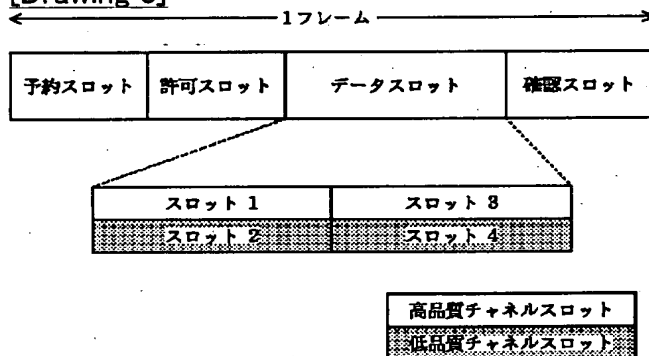 1フレーム
予約スロット 許可スロット データスロット 確認スロット
スロット 1 スロット 3
スロット 2 スロット 4
高品質チャネルスロット
低品質チャネルスロット